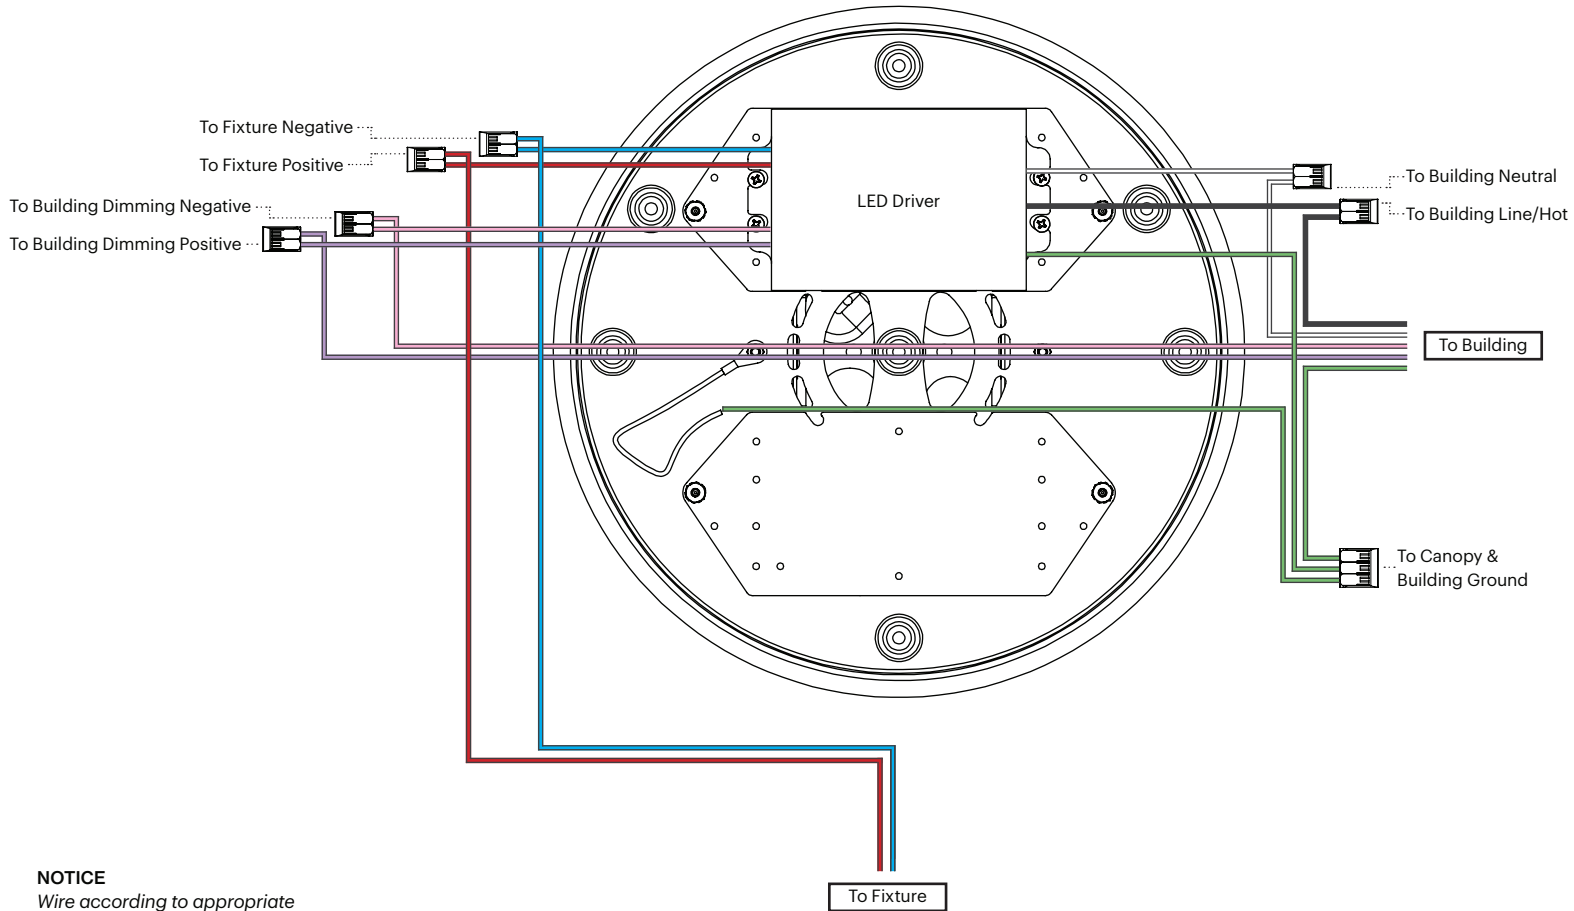 To Fixture Negative
To Fixture Positive
To Building Dimming Negative
To Building Dimming Positive
LED Driver
To Building Neutral
To Building Line/Hot
To Building
To Canopy &
Building Ground
To Fixture
NOTICE
Wire according to appropriate